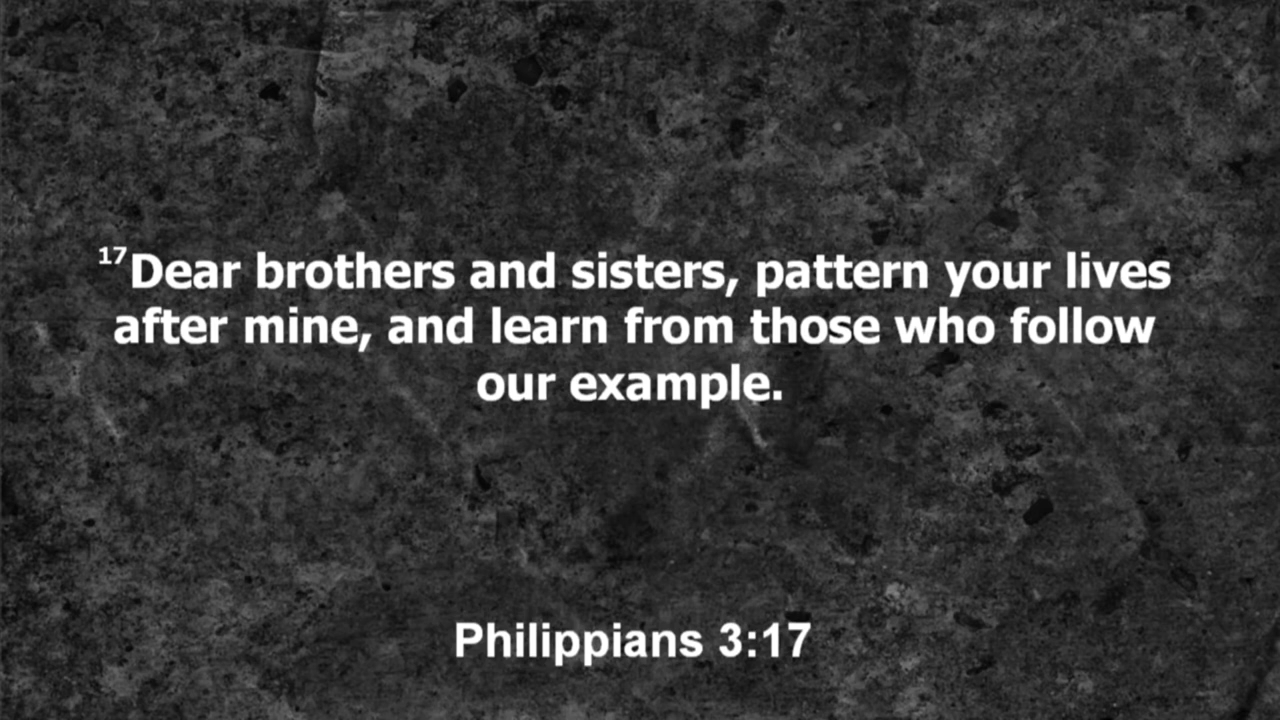 17Dear brothers and sisters, pattern your lives
after mine, and learn from those who follow
our example.
Philippians 3:17